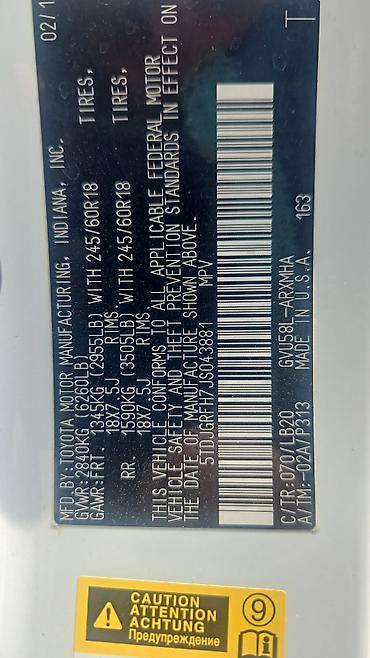 MFD.BY:TOYOTA MOTOR MANUFACTURING, INDIANA, INC. 02/1
GVWR:2840KG (6260LB)
GAWR:FRT. 1345KG (2955LB) WITH 245/60R18 TIRES,
18X7.5J RIMS.
RR. 1590KG (3505LB) WITH 245/60R18 TIRES,
18X7.5J RIMS.
THIS VEHICLE CONFORMS TO ALL APPLICABLE FEDERAL MOTOR
VEHICLE SAFETY AND THEFT PREVENTION STANDARDS IN EFFECT ON
THE DATE OF MANUFACTURE SHOWN ABOVE.
5TDJGRFH7JS043881 MPV
C/TR:070/LB20 GVU58L-ARXMHA 163 T
A/TM:-02A/P313 MADE IN U.S.A.
CAUTION
ATTENTION
ACHTUNG
Предупреждение
9
i